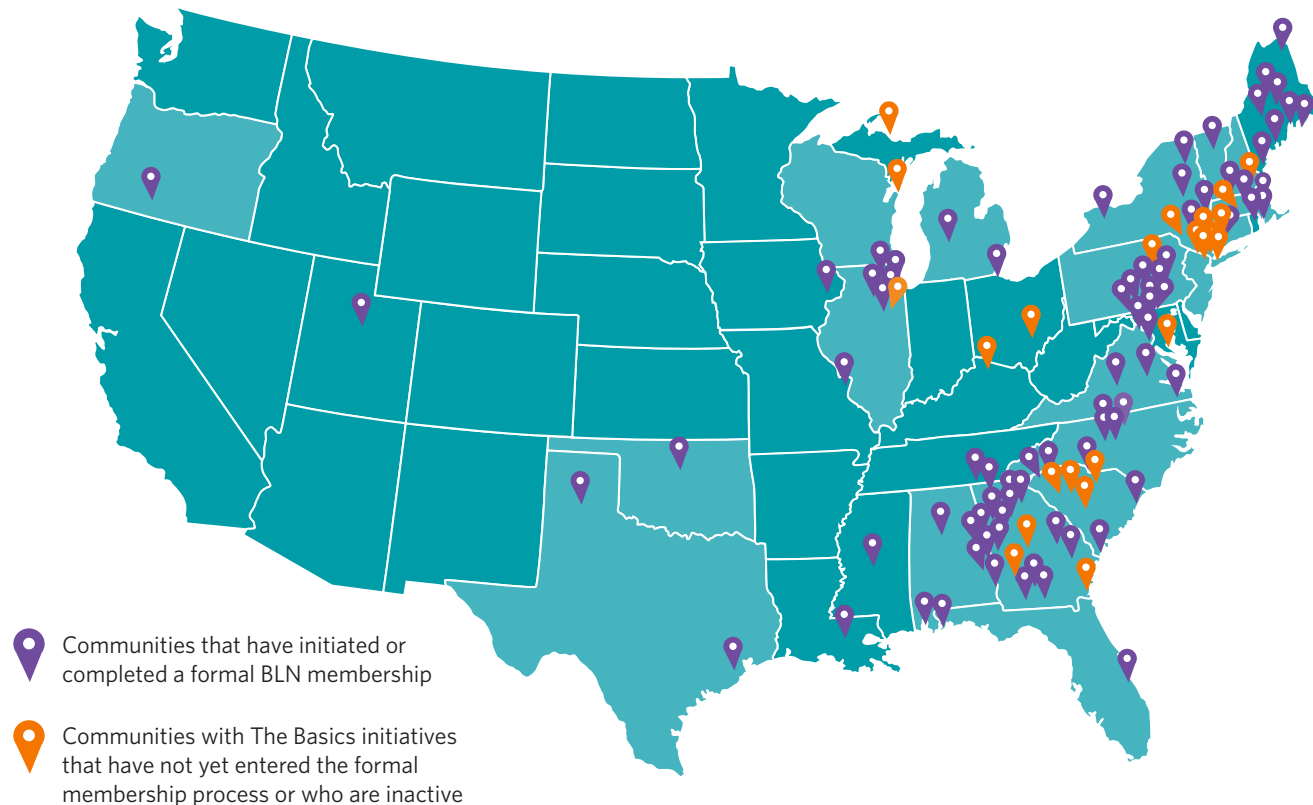 Communities that have initiated or
completed a formal BLN membership
Communities with The Basics initiatives
that have not yet entered the formal
membership process or who are inactive